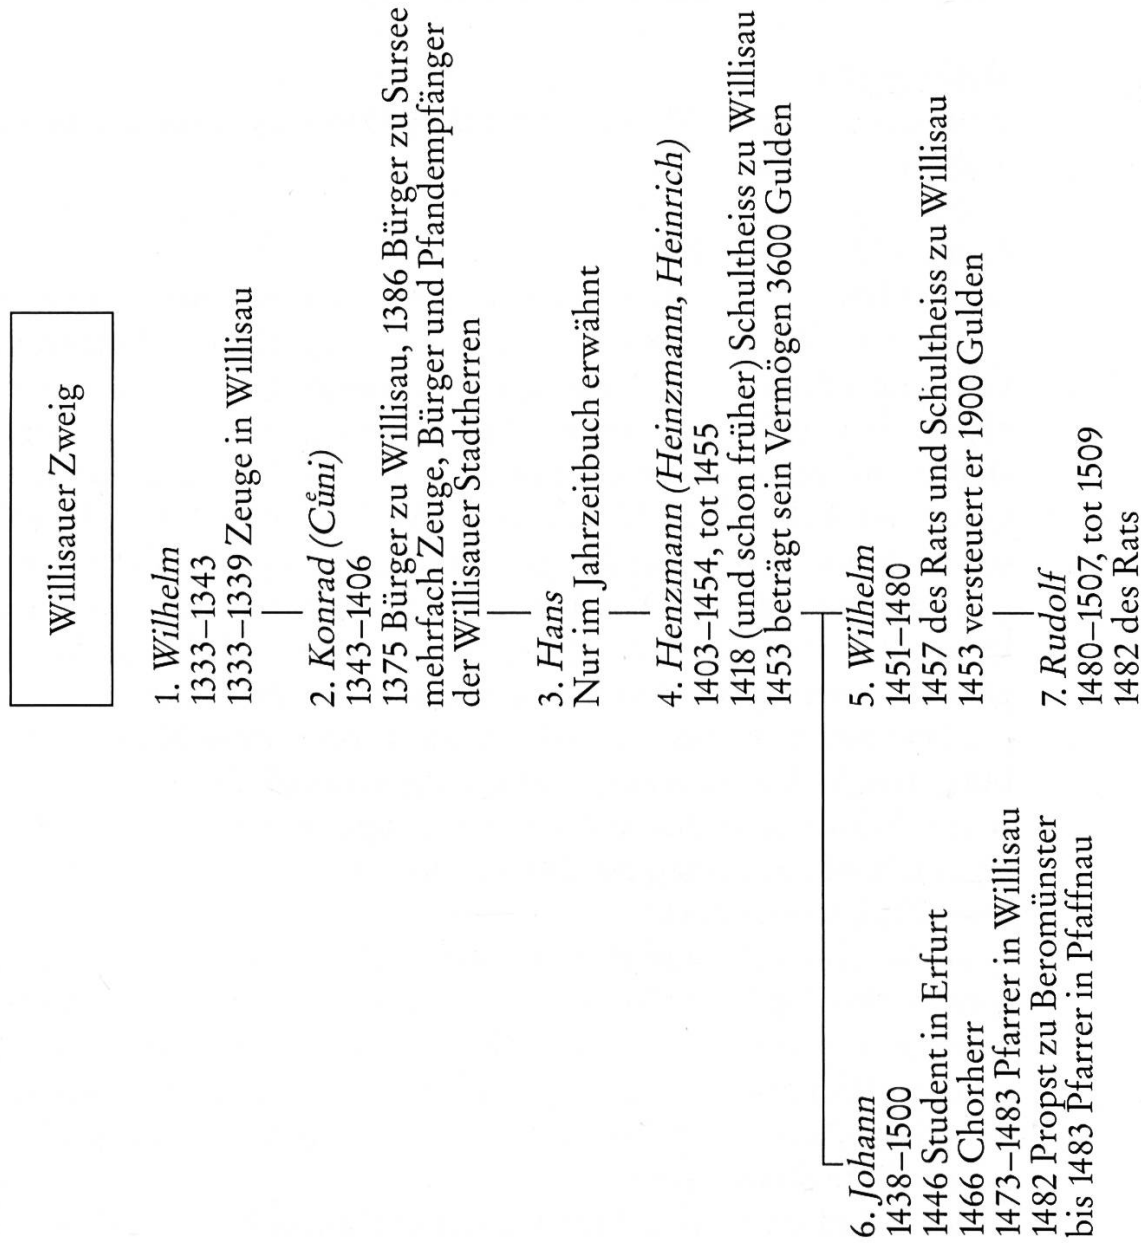 Willisauer Zweig
1. Wilhelm
1333–1343
1333–1339 Zeuge in Willisau
2. Konrad (Cůni)
1343–1406
1375 Bürger zu Willisau, 1386 Bürger zu Sursee
mehrfach Zeuge, Bürger und Pfandempfänger
der Willisauer Stadtherren
3. Hans
Nur im Jahrzeitbuch erwähnt
4. Henzmann (Heinzmann, Heinrich)
1403–1454, tot 1455
1418 (und schon früher) Schultheiss zu Willisau
1453 beträgt sein Vermögen 3600 Gulden
5. Wilhelm
1451–1480
1457 des Rats und Schultheiss zu Willisau
1453 versteuert er 1900 Gulden
6. Johann
1438–1500
1446 Student in Erfurt
1466 Chorherr
1473–1483 Pfarrer in Willisau
1482 Propst zu Beromünster
bis 1483 Pfarrer in Pfaffnau
7. Rudolf
1480–1507, tot 1509
1482 des Rats